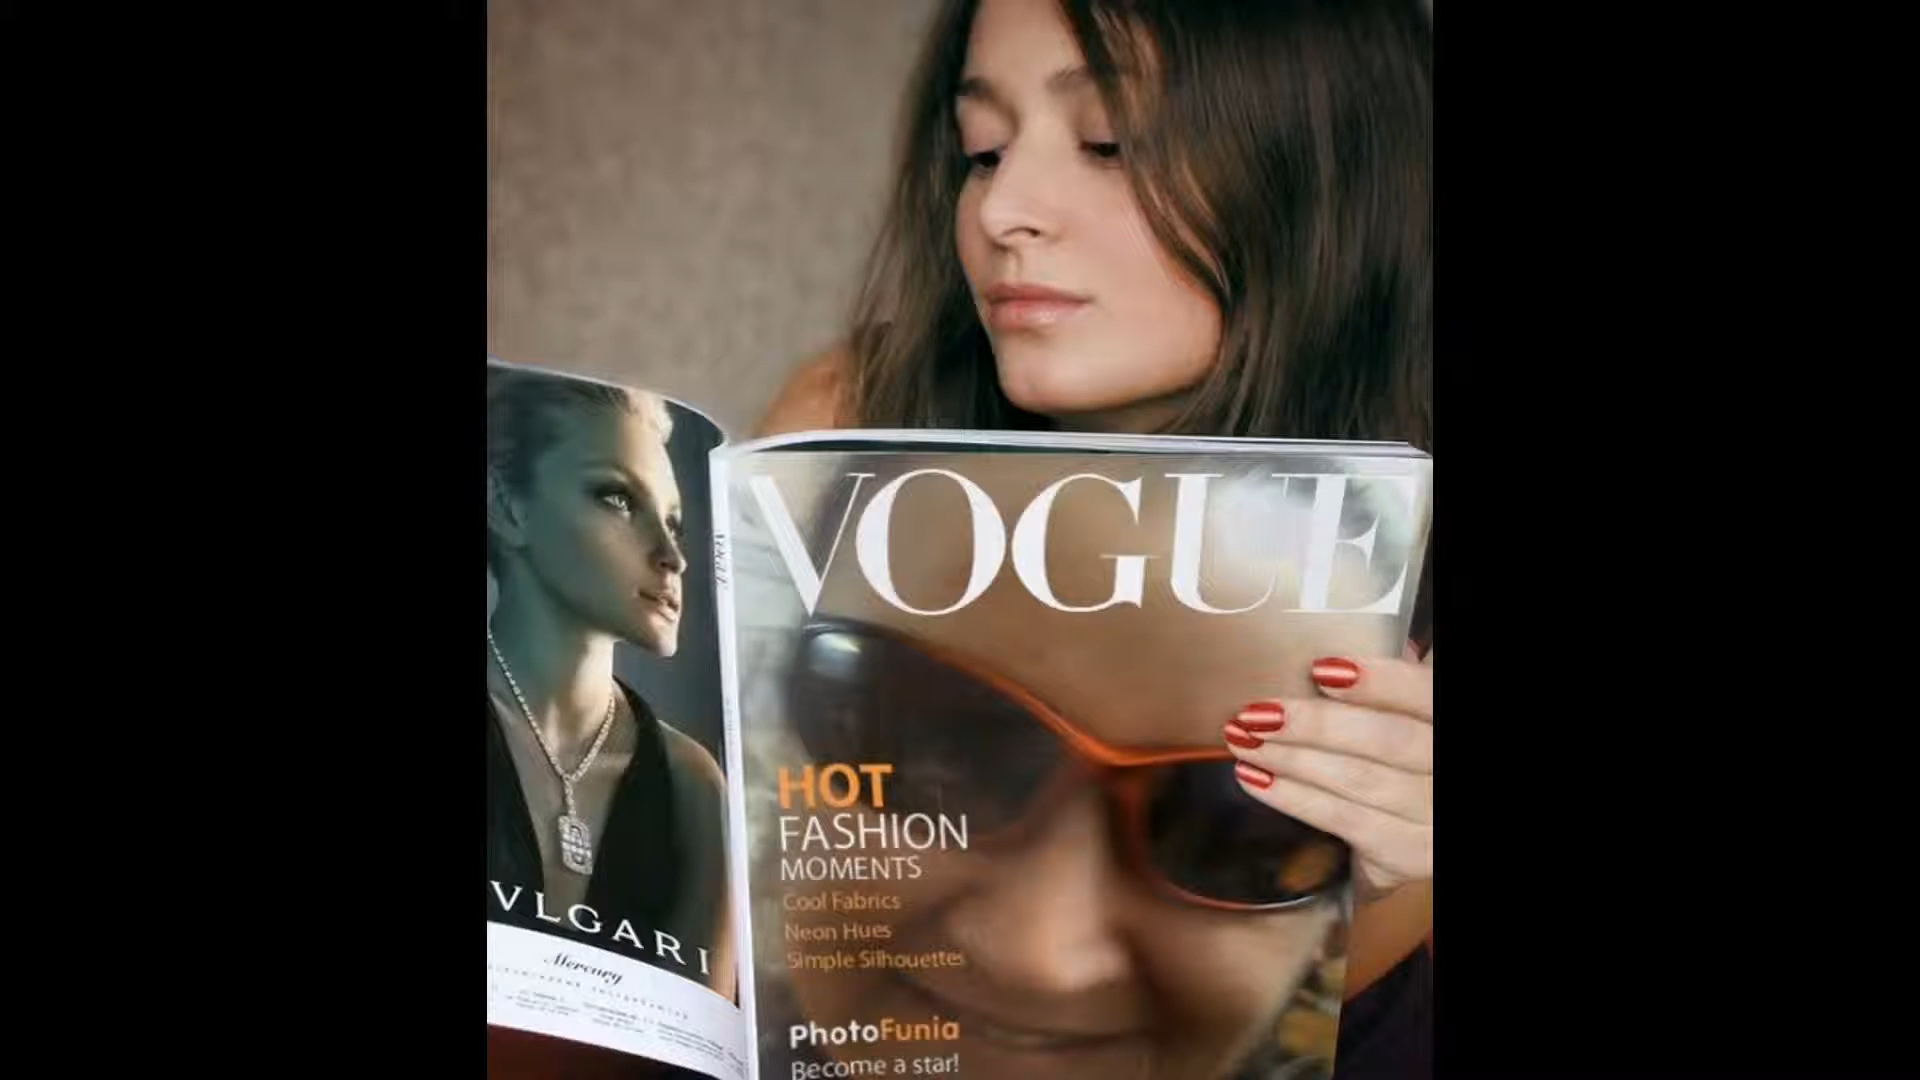 VLGARI
Mercury
VOGUE
HOT
FASHION
MOMENTS
Cool Fabrics
Neon Hues
Simple Silhouettes
PhotoFunia
Become a star!